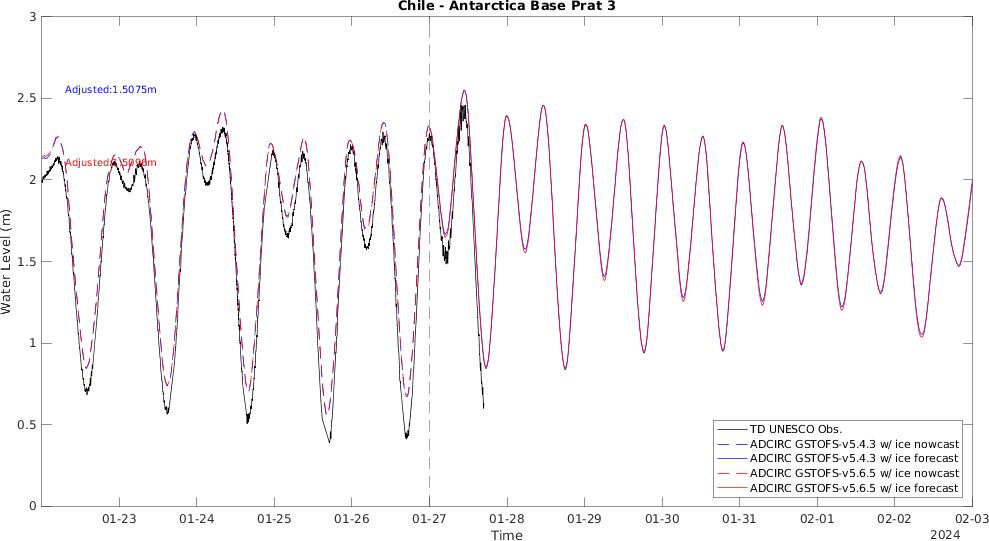 Chile - Antarctica Base Prat 3
3
2.5
2
1.5
1
0.5
0
Water Level (m)
Adjusted:1.5075m
01-23
01-24
01-25
01-26
01-27
01-28
01-29
01-30
01-31
02-01
02-02
02-03
Time
2024
TD UNESCO Obs.
ADCIRC GSTOFS-v5.4.3 w/ ice nowcast
ADCIRC GSTOFS-v5.4.3 w/ ice forecast
ADCIRC GSTOFS-v5.6.5 w/ ice nowcast
ADCIRC GSTOFS-v5.6.5 w/ ice forecast